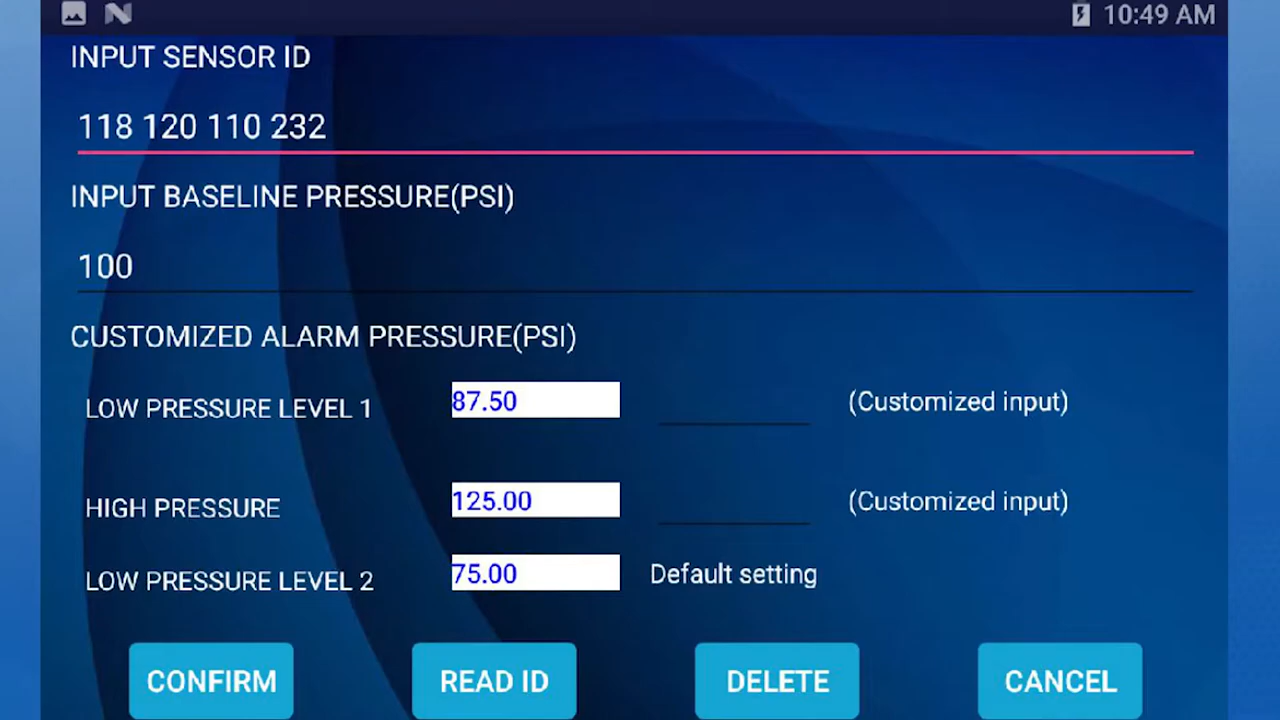 10:49 AM
INPUT SENSOR ID
118 120 110 232
INPUT BASELINE PRESSURE(PSI)
100
CUSTOMIZED ALARM PRESSURE(PSI)
LOW PRESSURE LEVEL 1 87.50 (Customized input)
HIGH PRESSURE 125.00 (Customized input)
LOW PRESSURE LEVEL 2 75.00 Default setting
CONFIRM READ ID DELETE CANCEL